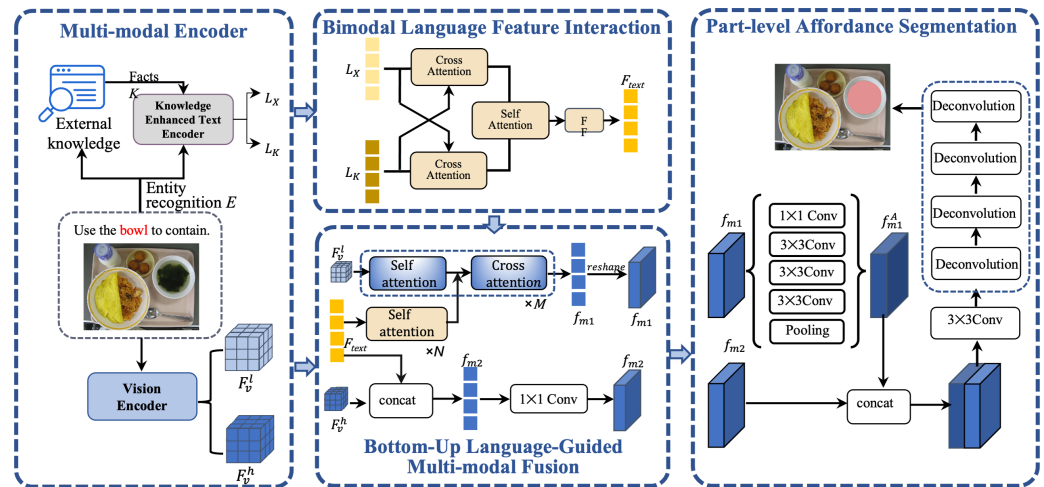 Multi-modal Encoder
Facts
K
External
knowledge
Knowledge
Enhanced Text
Encoder
L_X
L_K
Entity
recognition E
Use the bowl to contain.
Vision
Encoder
F_v^l
F_v^h
Bimodal Language Feature Interaction
L_X
L_K
Cross
Attention
Cross
Attention
Self
Attention
F
F
F_text
F_v^l
Self
attention
Cross
attention
×M
f_m1
reshape
f_m1
Self
attention
×N
F_text
F_v^h
concat
f_m2
1×1 Conv
f_m2
Bottom-Up Language-Guided
Multi-modal Fusion
Part-level Affordance Segmentation
Deconvolution
Deconvolution
Deconvolution
Deconvolution
3×3Conv
f_m1
1×1 Conv
3×3Conv
3×3Conv
3×3Conv
Pooling
f_m1^A
f_m2
concat